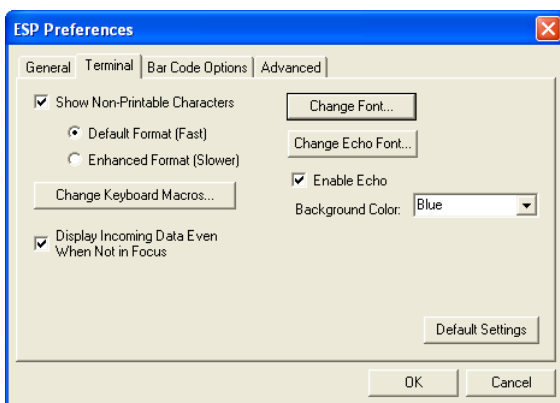 ESP Preferences
General Terminal Bar Code Options Advanced
Show Non-Printable Characters
Default Format (Fast)
Enhanced Format (Slower)
Change Keyboard Macros...
Display Incoming Data Even
When Not in Focus
Change Font...
Change Echo Font...
Enable Echo
Background Color: Blue
Default Settings
OK Cancel